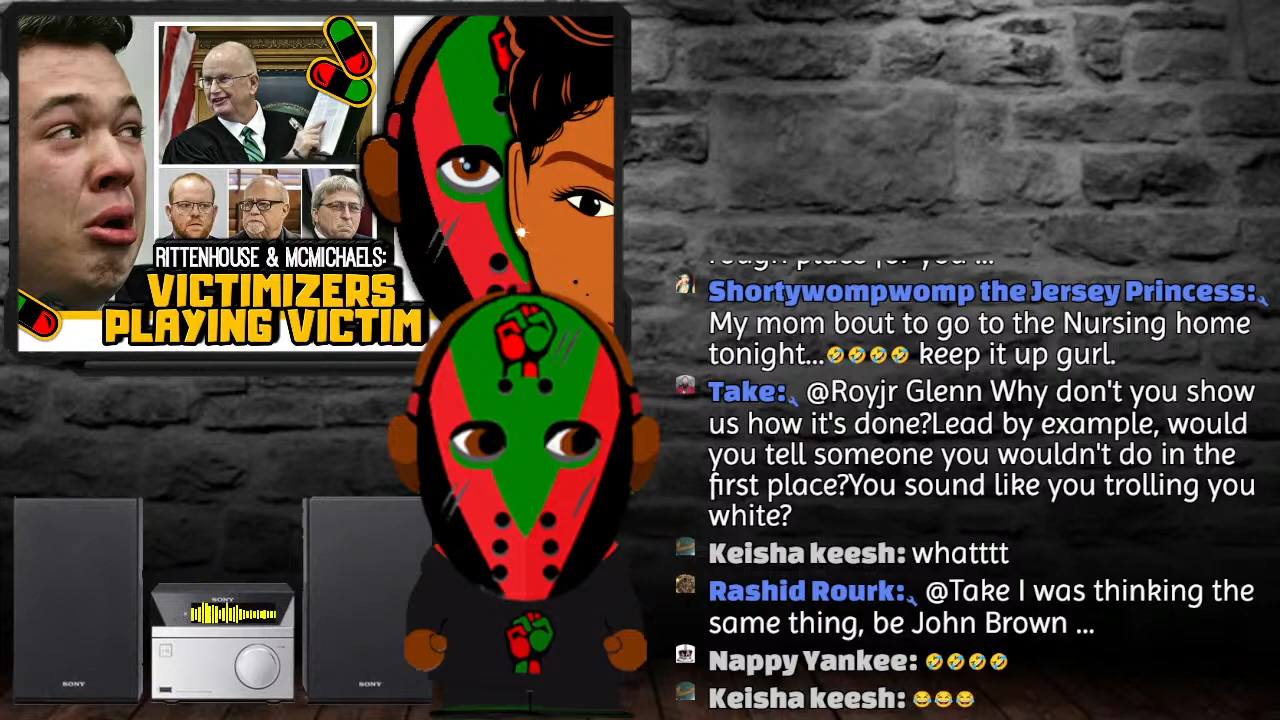 RITTENHOUSE & MCMICHAELS:
VICTIMIZERS
PLAYING VICTIM
SONY
SONY
SONY
Shortywompwomp the Jersey Princess:
My mom bout to go to the Nursing home
tonight...🤣🤣🤣🤣 keep it up gurl.
Take: @Royjr Glenn Why don't you show
us how it's done?Lead by example, would
you tell someone you wouldn't do in the
first place?You sound like you trolling you
white?
Keisha keesh: whatttt
Rashid Rourk: @Take I was thinking the
same thing, be John Brown ...
Nappy Yankee: 🤣🤣🤣🤣
Keisha keesh: 😂😂😂